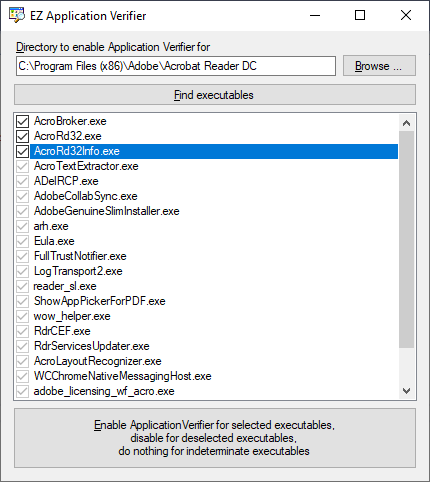 EZ Application Verifier
Directory to enable Application Verifier for
C:\Program Files (x86)\Adobe\Acrobat Reader DC
Browse ...
Find executables
AcroBroker.exe
AcroRd32.exe
AcroRd32Info.exe
AcroTextExtractor.exe
ADelRCP.exe
AdobeCollabSync.exe
AdobeGenuineSlimInstaller.exe
arh.exe
Eula.exe
FullTrustNotifier.exe
LogTransport2.exe
reader_sl.exe
ShowAppPickerForPDF.exe
wow_helper.exe
RdrCEF.exe
RdrServicesUpdater.exe
AcroLayoutRecognizer.exe
WCChromeNativeMessagingHost.exe
adobe_licensing_wf_acro.exe
Enable ApplicationVerifier for selected executables,
disable for deselected executables,
do nothing for indeterminate executables